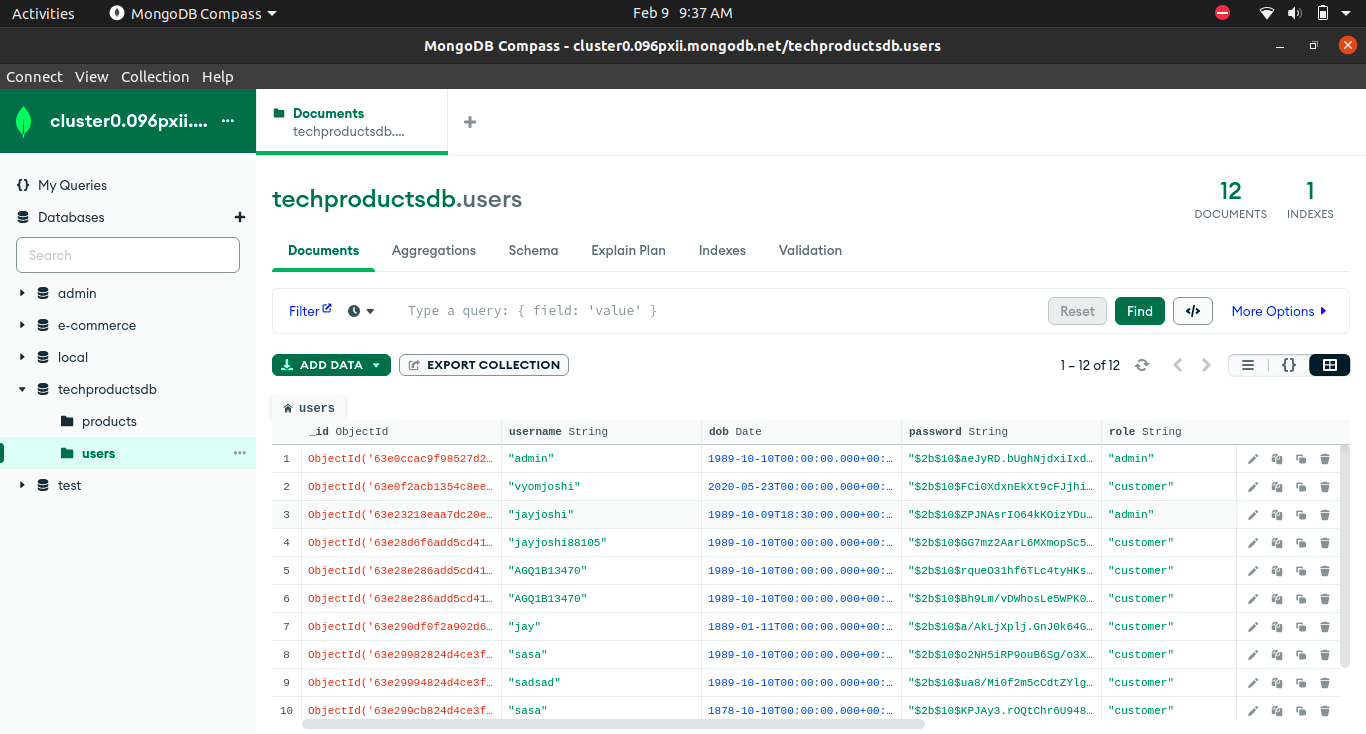 Activities MongoDB Compass Feb 9 9:37 AM
MongoDB Compass - cluster0.096pxii.mongodb.net/techproductsdb.users
Connect View Collection Help
cluster0.096pxii.... ...
Documents
techproductsdb....
+
{} My Queries
Databases +
Search
admin
e-commerce
local
techproductsdb
products
users ...
test
techproductsdb.users
12
DOCUMENTS
1
INDEXES
Documents Aggregations Schema Explain Plan Indexes Validation
Filter Type a query: { field: 'value' } Reset Find </> More Options
ADD DATA EXPORT COLLECTION 1 – 12 of 12 {}
users
_id ObjectId username String dob Date password String role String
1 ObjectId('63e0ccac9f98527d2… "admin" 1989-10-10T00:00:00.000+00:… "$2b$10$aeJyRD.bUghNjdxiIxd… "admin"
2 ObjectId('63e0f2acb1354c8ee… "vyomjoshi" 2020-05-23T00:00:00.000+00:… "$2b$10$FCi0XdxnEkXt9cFJjhi… "customer"
3 ObjectId('63e23218eaa7dc20e… "jayjoshi" 1989-10-09T18:30:00.000+00:… "$2b$10$ZPJNAsrIO64kKOizYDu… "admin"
4 ObjectId('63e28d6f6add5cd41… "jayjoshi88105" 1989-10-10T00:00:00.000+00:… "$2b$10$GG7mz2AarL6MXmopSc5… "customer"
5 ObjectId('63e28e286add5cd41… "AGQ1B13470" 1989-10-10T00:00:00.000+00:… "$2b$10$rqueO31hf6TLc4tyHKs… "customer"
6 ObjectId('63e28e286add5cd41… "AGQ1B13470" 1989-10-10T00:00:00.000+00:… "$2b$10$Bh9Lm/vDWhosLe5WPK0… "customer"
7 ObjectId('63e290df0f2a902d6… "jay" 1889-01-11T00:00:00.000+00:… "$2b$10$a/AkLjXplj.GnJ0k64G… "customer"
8 ObjectId('63e29982824d4ce3f… "sasa" 1989-10-10T00:00:00.000+00:… "$2b$10$o2NH5iRP9ouB6Sg/o3X… "customer"
9 ObjectId('63e29994824d4ce3f… "sadsad" 1989-10-10T00:00:00.000+00:… "$2b$10$ua8/Mi0f2m5cCdtZYlg… "customer"
10 ObjectId('63e299cb824d4ce3f… "sasa" 1878-10-10T00:00:00.000+00:… "$2b$10$KPJAy3.rOQtChr6U948… "customer"